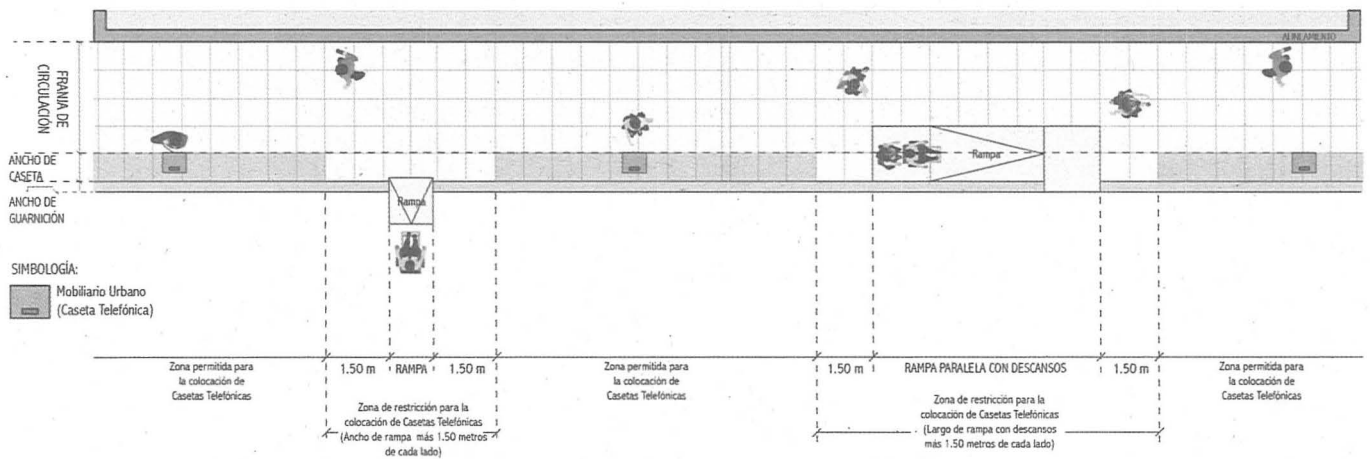 ALINEAMIENTO
FRANJA DE
CIRCULACIÓN
ANCHO DE
CASETA
ANCHO DE
GUARNICIÓN
Rampa
Rampa
SIMBOLOGÍA:
Mobiliario Urbano
(Caseta Telefónica)
Zona permitida para
la colocación de
Casetas Telefónicas
1.50 m
RAMPA
1.50 m
Zona de restricción para la
colocación de Casetas Telefónicas
(Ancho de rampa más 1.50 metros
de cada lado)
Zona permitida para
la colocación de
Casetas Telefónicas
1.50 m
RAMPA PARALELA CON DESCANSOS
1.50 m
Zona de restricción para la
colocación de Casetas Telefónicas
(Largo de rampa con descansos
más 1.50 metros de cada lado)
Zona permitida para
la colocación de
Casetas Telefónicas